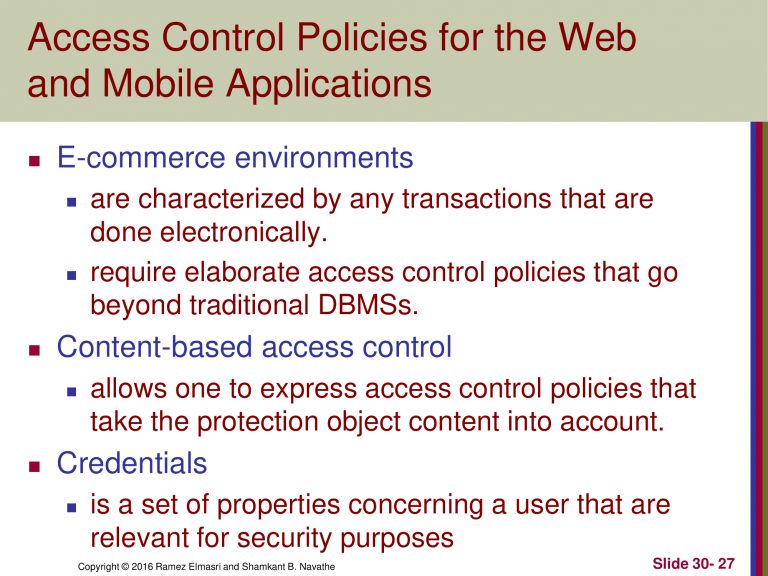 Access Control Policies for the Web
and Mobile Applications
E-commerce environments
are characterized by any transactions that are
done electronically.
require elaborate access control policies that go
beyond traditional DBMSs.
Content-based access control
allows one to express access control policies that
take the protection object content into account.
Credentials
is a set of properties concerning a user that are
relevant for security purposes
Copyright © 2016 Ramez Elmasri and Shamkant B. Navathe
Slide 30- 27